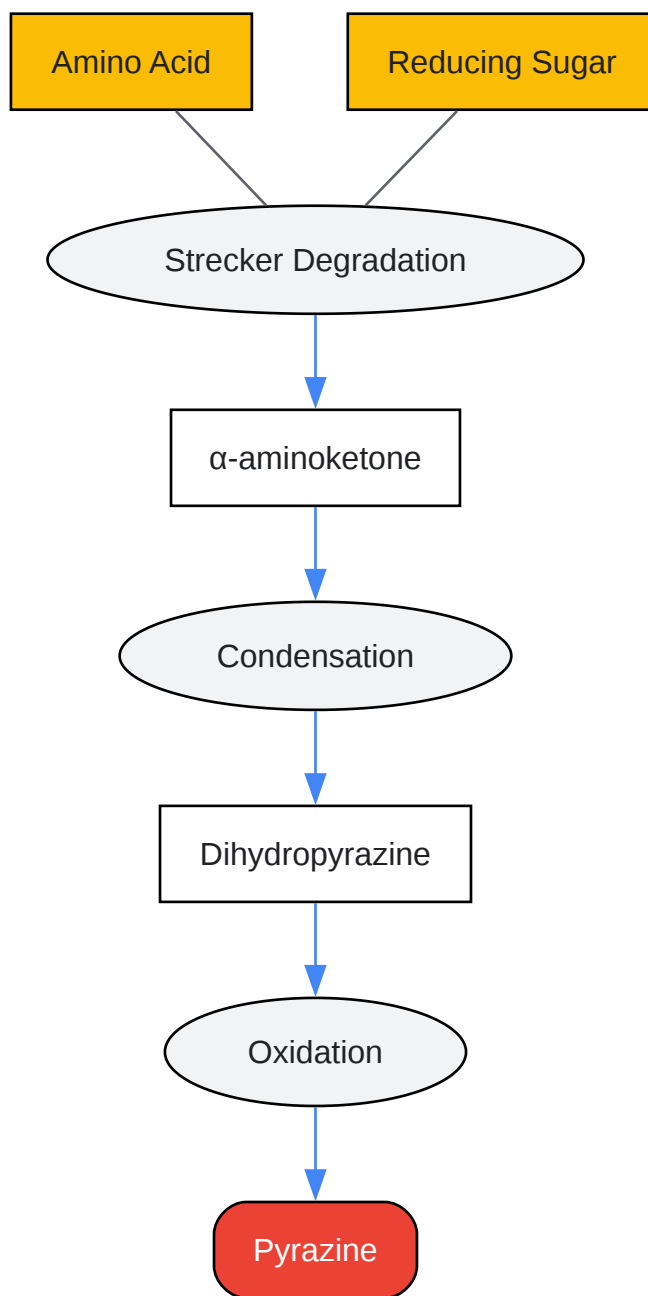 Amino Acid
Reducing Sugar
Strecker Degradation
α-aminoketone
Condensation
Dihydropyrazine
Oxidation
Pyrazine